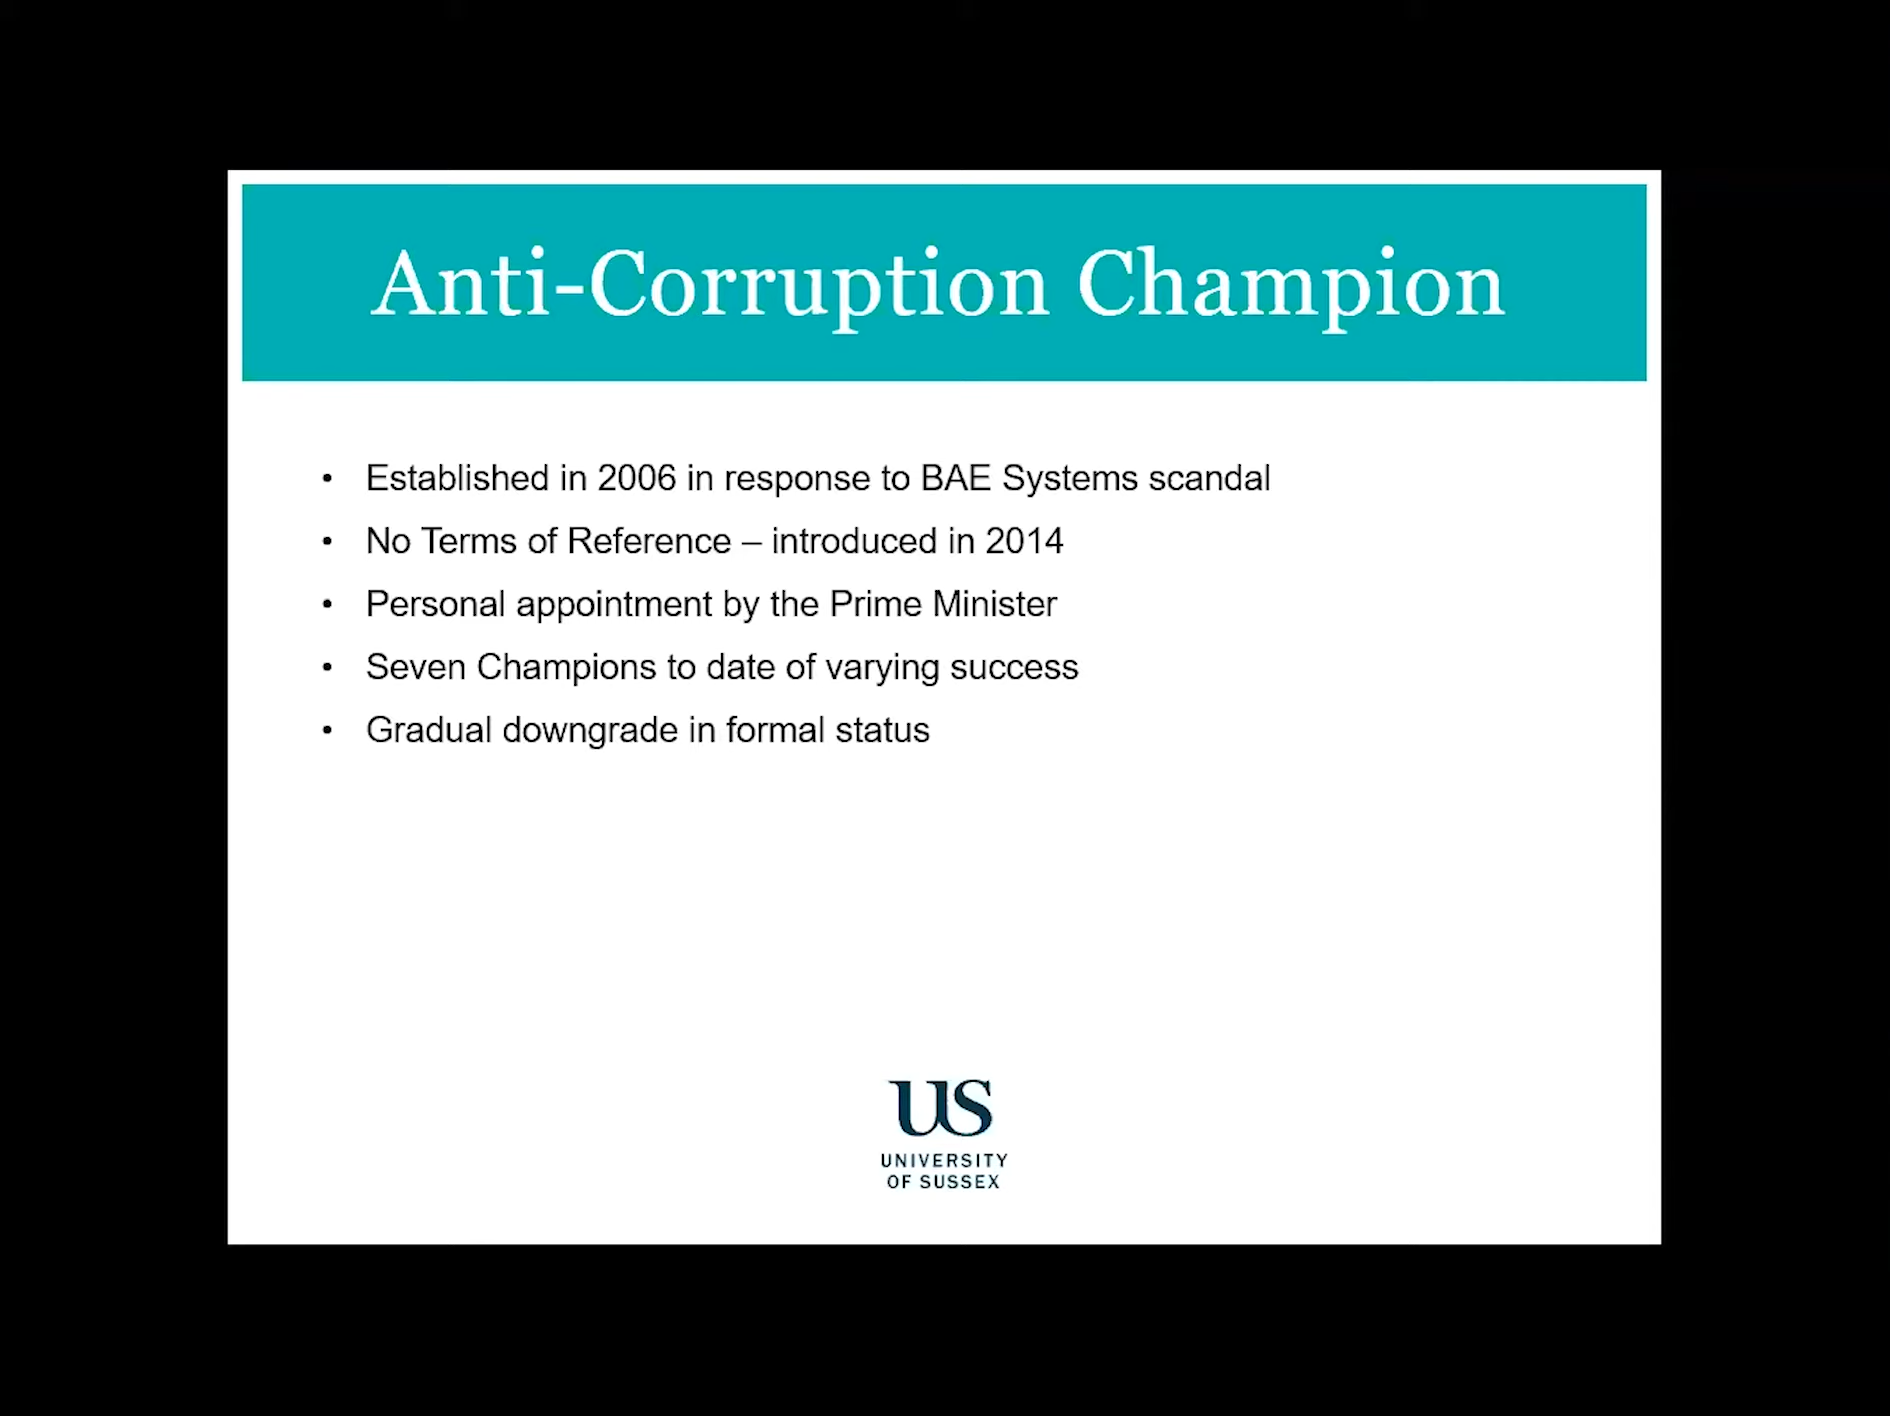 Anti-Corruption Champion
• Established in 2006 in response to BAE Systems scandal
• No Terms of Reference – introduced in 2014
• Personal appointment by the Prime Minister
• Seven Champions to date of varying success
• Gradual downgrade in formal status
US
UNIVERSITY
OF SUSSEX